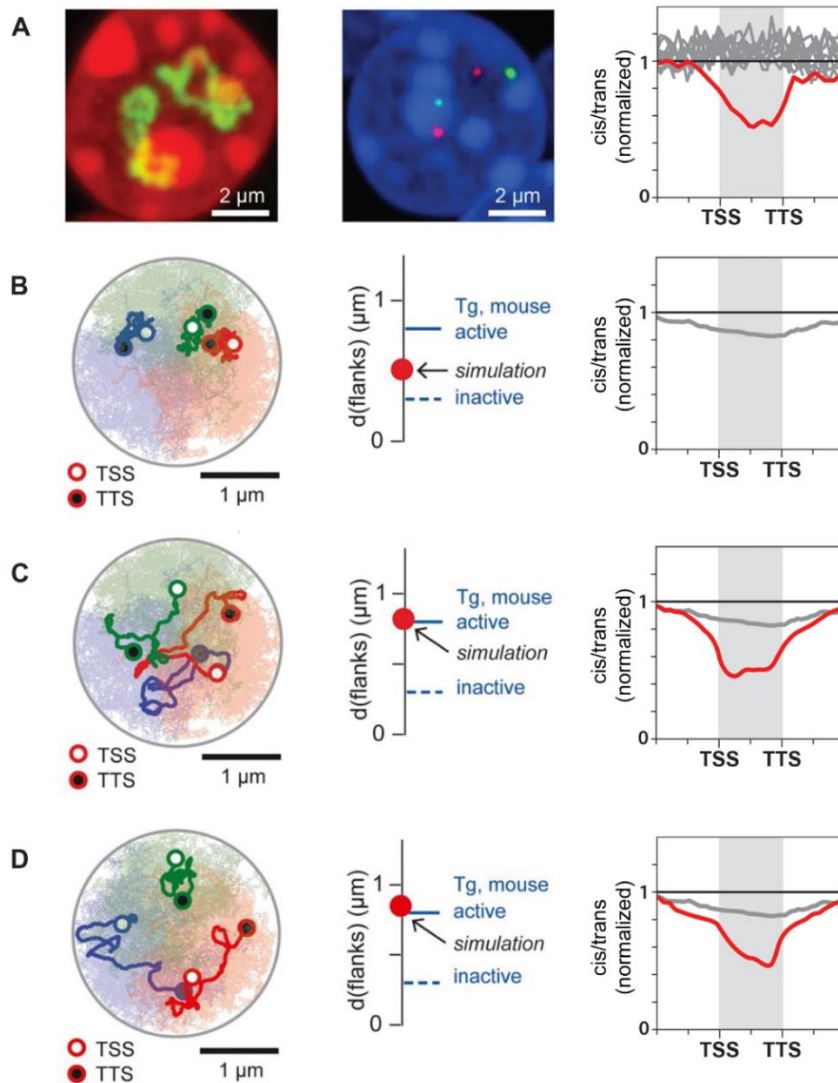 A
2 μm
2 μm
cis/trans
(normalized)
1
0
TSS
TTS
B
TSS
TTS
1 μm
d(flanks) (μm)
1
0
Tg, mouse
active
simulation
inactive
cis/trans
(normalized)
1
0
TSS
TTS
C
TSS
TTS
1 μm
d(flanks) (μm)
1
0
Tg, mouse
active
simulation
inactive
cis/trans
(normalized)
1
0
TSS
TTS
D
TSS
TTS
1 μm
d(flanks) (μm)
1
0
Tg, mouse
active
simulation
inactive
cis/trans
(normalized)
1
0
TSS
TTS